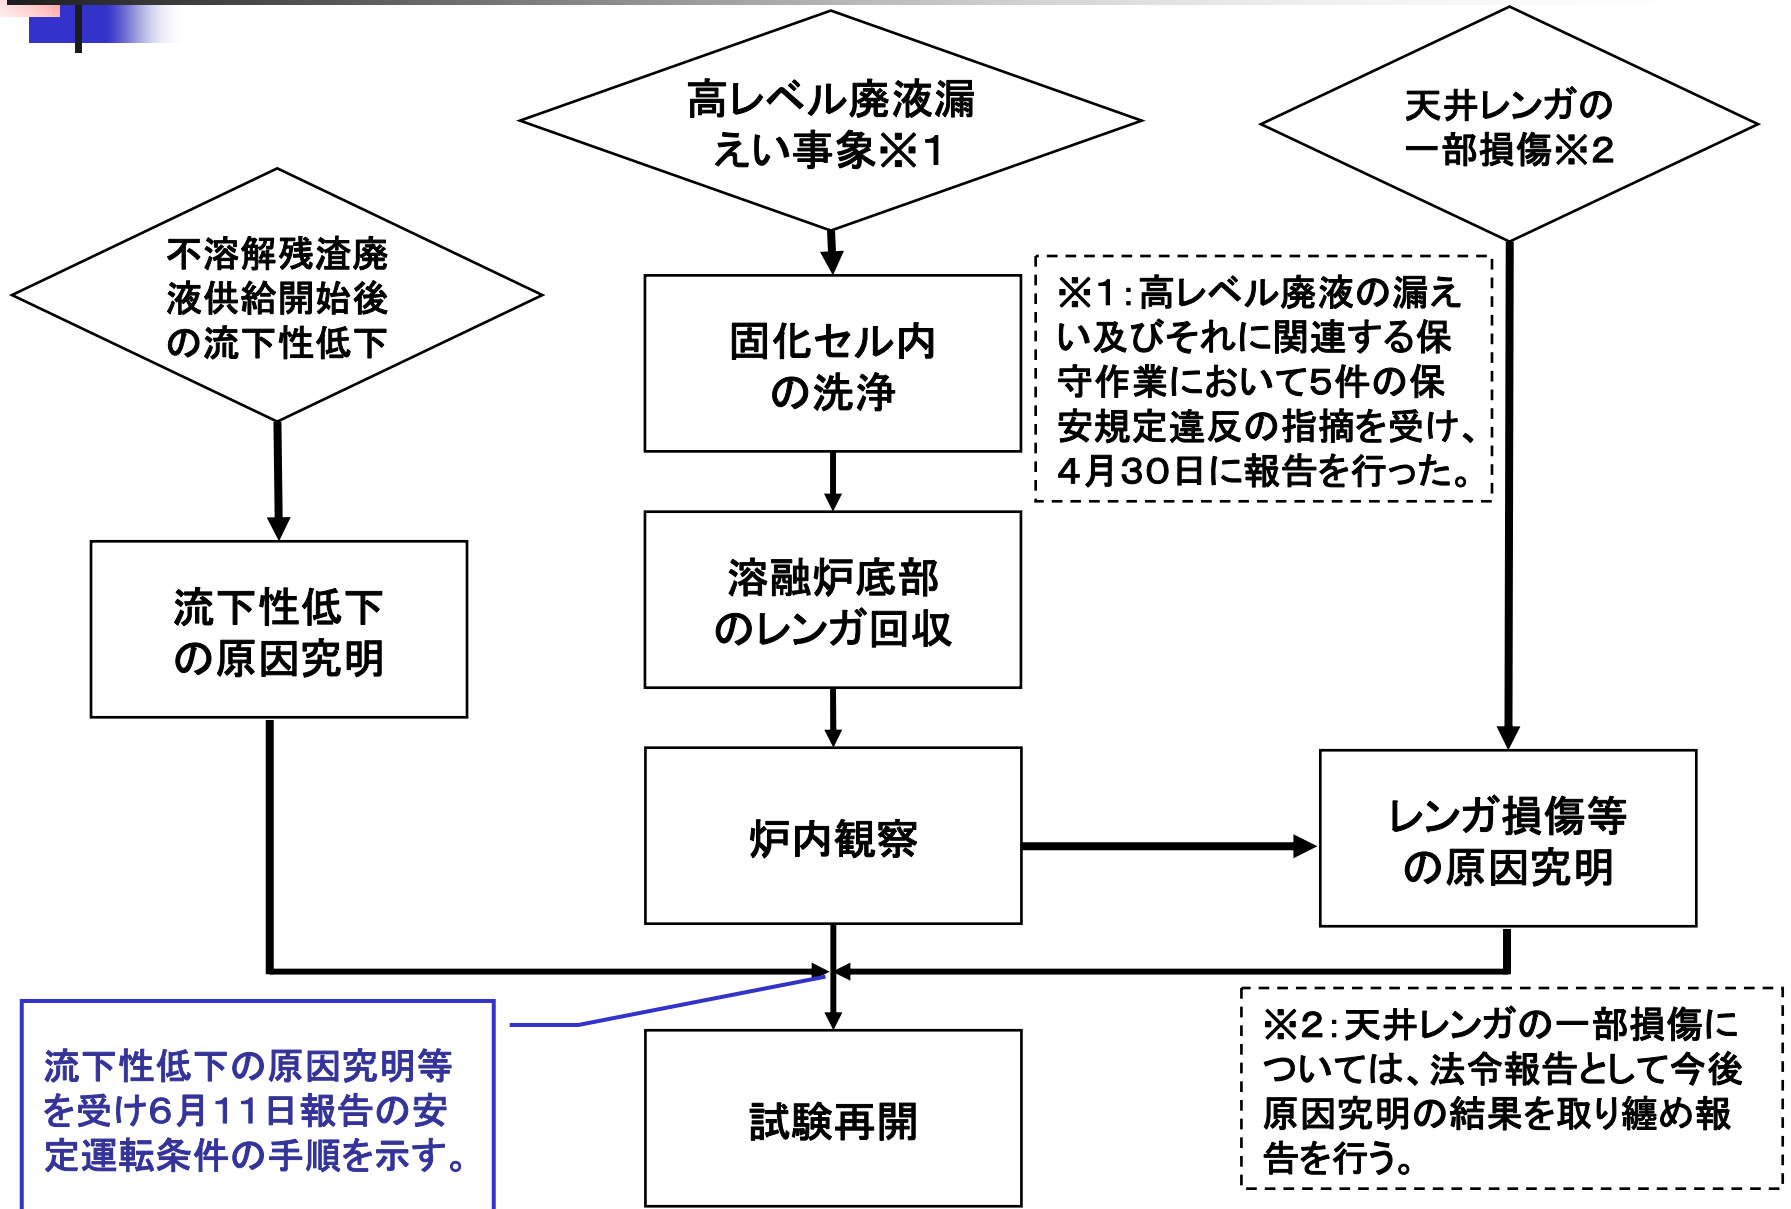 高レベル廃液漏
えい事象※1
天井レンガの
一部損傷※2
不溶解残渣廃
液供給開始後
の流下性低下
固化セル内
の洗浄
※1:高レベル廃液の漏え
い及びそれに関連する保
守作業において5件の保
安規定違反の指摘を受け、
4月30日に報告を行った。
溶融炉底部
のレンガ回収
流下性低下
の原因究明
炉内観察
レンガ損傷等
の原因究明
流下性低下の原因究明等
を受け6月11日報告の安
定運転条件の手順を示す。
試験再開
※2:天井レンガの一部損傷に
ついては、法令報告として今後
原因究明の結果を取り纏め報
告を行う。